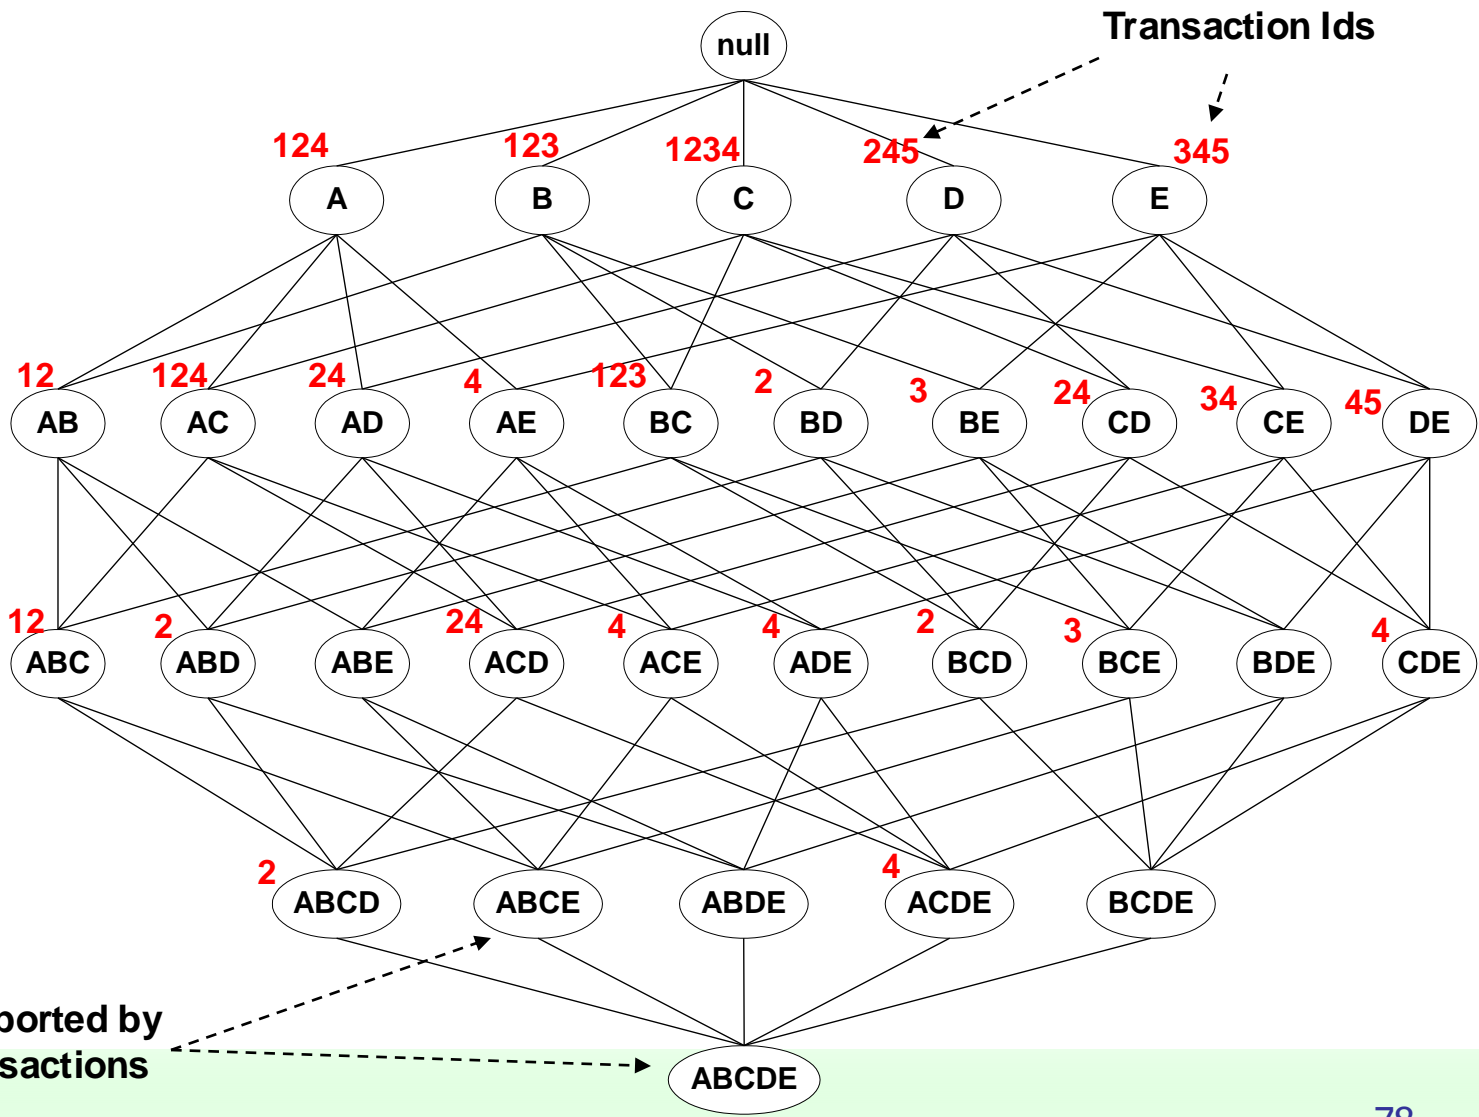 Transaction Ids
null
124 123 1234 245 345
A B C D E
12 124 24 4 123 2 3 24 34 45
AB AC AD AE BC BD BE CD CE DE
12 2 24 4 4 2 3 4
ABC ABD ABE ACD ACE ADE BCD BCE BDE CDE
2 4
ABCD ABCE ABDE ACDE BCDE
ported by
sactions
ABCDE
78